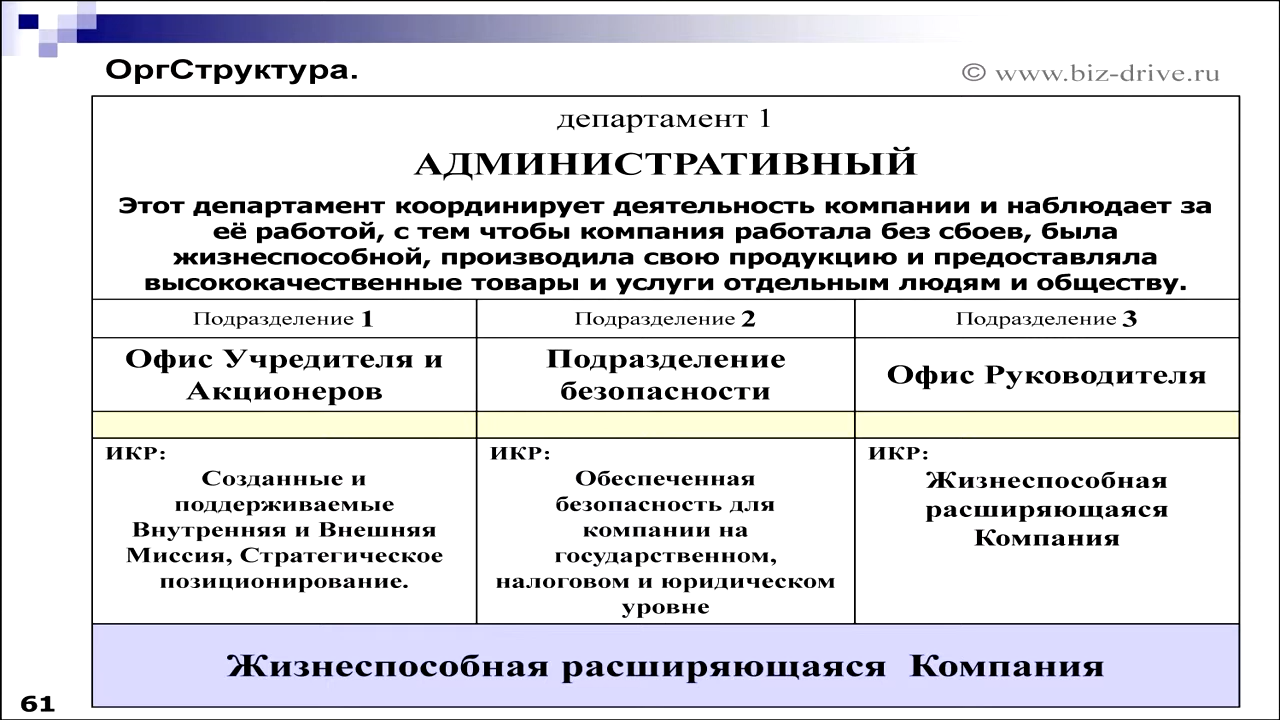 ОргСтруктура.
© www.biz-drive.ru
департамент 1
АДМИНИСТРАТИВНЫЙ
Этот департамент координирует деятельность компании и наблюдает за
её работой, с тем чтобы компания работала без сбоев, была
жизнеспособной, производила свою продукцию и предоставляла
высококачественные товары и услуги отдельным людям и обществу.
Подразделение 1
Офис Учредителя и
Акционеров
ИКР:
Созданные и
поддерживаемые
Внутренняя и Внешняя
Миссия, Стратегическое
позиционирование.
Подразделение 2
Подразделение
безопасности
ИКР:
Обеспеченная
безопасность для
компании на
государственном,
налоговом и юридическом
уровне
Подразделение 3
Офис Руководителя
ИКР:
Жизнеспособная
расширяющаяся
Компания
Жизнеспособная расширяющаяся Компания
61